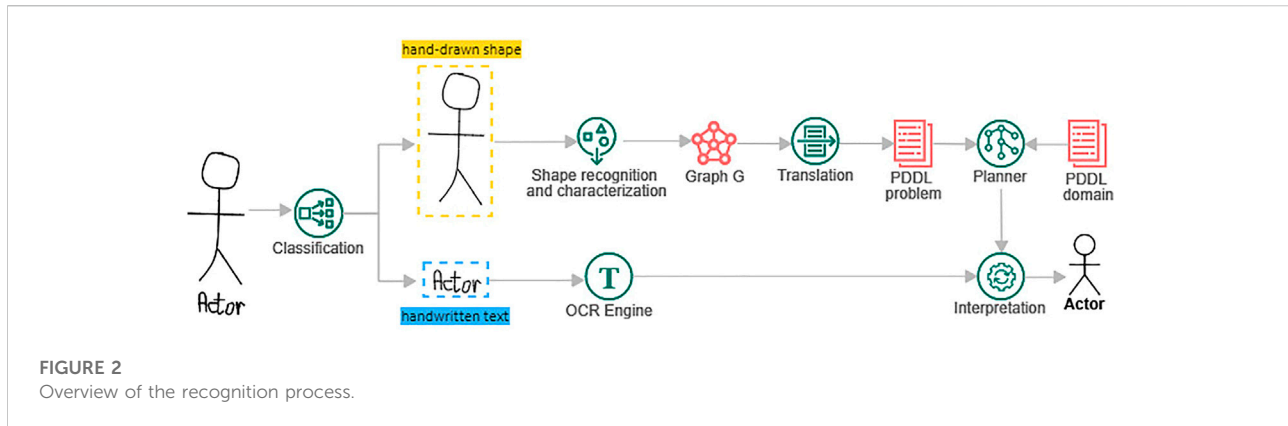 hand-drawn shape
Shape recognition
and characterization
Graph G
Translation
PDDL
problem
Planner
PDDL
domain
Classification
Actor
Actor
handwritten text
T
OCR Engine
Interpretation
Actor
FIGURE 2
Overview of the recognition process.